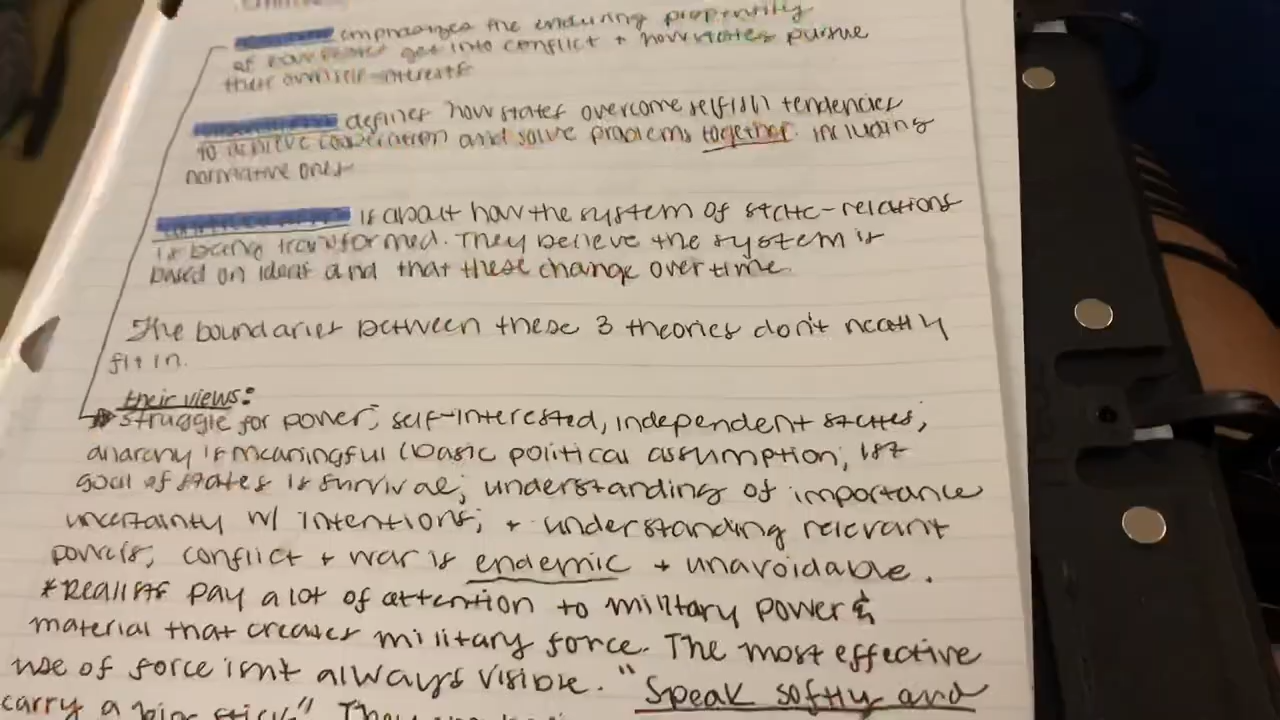 emphasizes the enduring propensity
of get into conflict + how states pursue
their own self-interests
defines how states overcome selfish tendencies
to achieve cooperation and solve problems together. including
normative ones
is about how the system of state-relations
is being transformed. They believe the system is
based on ideas and that these change over time.
The boundaries between these 3 theories don't neatly
fit in.
their views:
struggle for power; self-interested, independent states;
anarchy is meaningful (basic political assumption; 1st
goal of states is survival; understanding of importance
uncertainty w/ intentions; + understanding relevant
powers; conflict + war is endemic + unavoidable.
*Realists pay a lot of attention to military power &
material that creates military force. The most effective
use of force isnt always visible. "Speak softly and
carry a big stick" They